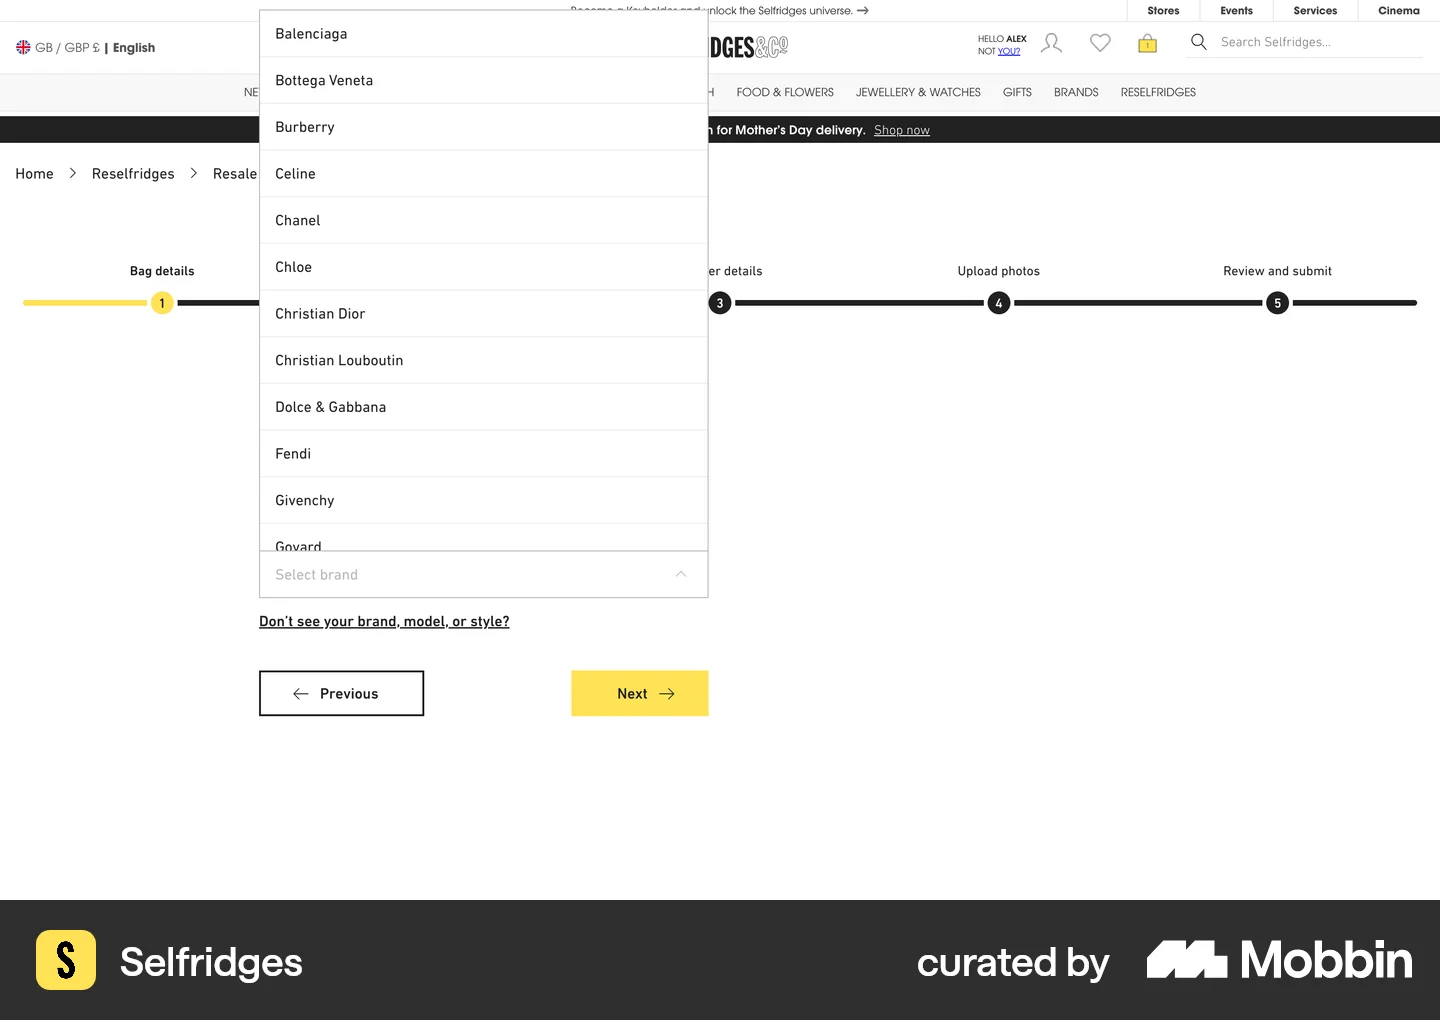 unlock the Selfridges universe.
Stores
Events
Services
Cinema
GB / GBP £ | English
HELLO ALEX
NOT YOU?
1
Search Selfridges...
FOOD & FLOWERS
JEWELLERY & WATCHES
GIFTS
BRANDS
RESELFRIDGES
for Mother's Day delivery. Shop now
Home
Reselfridges
Resale
Balenciaga
Bottega Veneta
Burberry
Celine
Chanel
Chloe
Christian Dior
Christian Louboutin
Dolce & Gabbana
Fendi
Givenchy
Goyard
Select brand
Bag details
details
Upload photos
Review and submit
1
3
4
5
Don't see your brand, model, or style?
Previous
Next
Selfridges
curated by
Mobbin